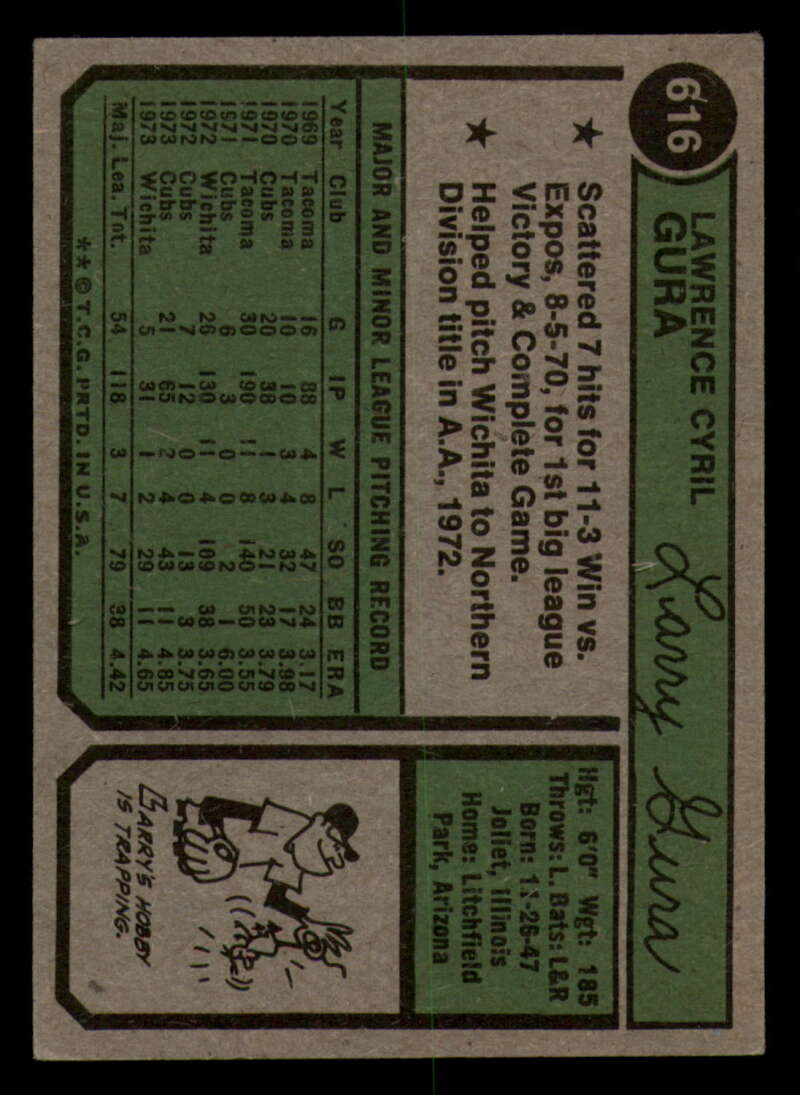 616
LAWRENCE CYRIL
GURA
Larry Gura
★ Scattered 7 hits for 11-3 Win vs.
Expos, 8-5-70, for 1st big league
Victory & Complete Game.
★ Helped pitch Wichita to Northern
Division title in A.A., 1972.
MAJOR AND MINOR LEAGUE PITCHING RECORD
Year Club G IP W L SO BB ERA
1969 Tacoma 16 88 4 8 47 24 3.17
1970 Tacoma 10 10 3 4 32 17 3.98
1970 Cubs 20 38 1 3 21 23 3.79
1971 Tacoma 30 190 11 8 140 50 3.55
1971 Cubs 6 3 0 0 2 1 6.00
1972 Wichita 26 130 11 4 109 38 3.65
1972 Cubs 7 12 0 0 13 3 3.75
1973 Cubs 21 65 2 4 43 11 4.85
1973 Wichita 5 31 1 2 29 11 4.65
Maj. Lea. Tot. 54 118 3 7 79 38 4.42
**©T.C.G. PRTD. IN U.S.A.
Hgt: 6'0" Wgt: 185
Throws: L. Bats: L&R
Born: 11-26-47
Joliet, Illinois
Home: Litchfield
Park, Arizona
LARRY'S HOBBY
IS TRAPPING.